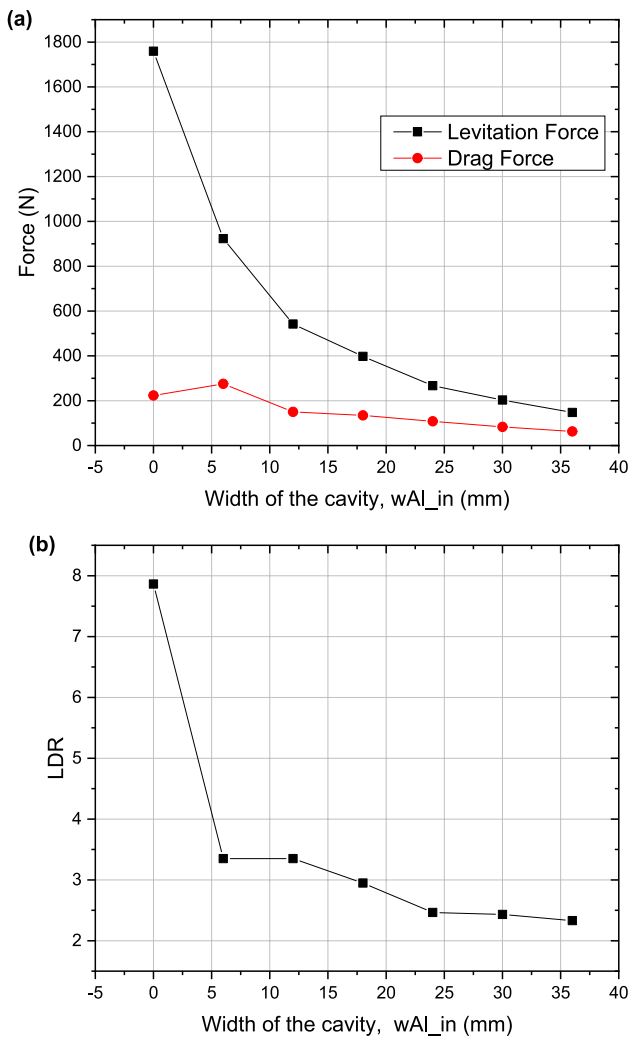 (a)
1800
1600
1400
1200
1000
800
600
400
200
0
Force (N)
Levitation Force
Drag Force
-5 0 5 10 15 20 25 30 35 40
Width of the cavity, wAl_in (mm)
(b)
8
7
6
5
4
3
2
LDR
-5 0 5 10 15 20 25 30 35 40
Width of the cavity, wAl_in (mm)